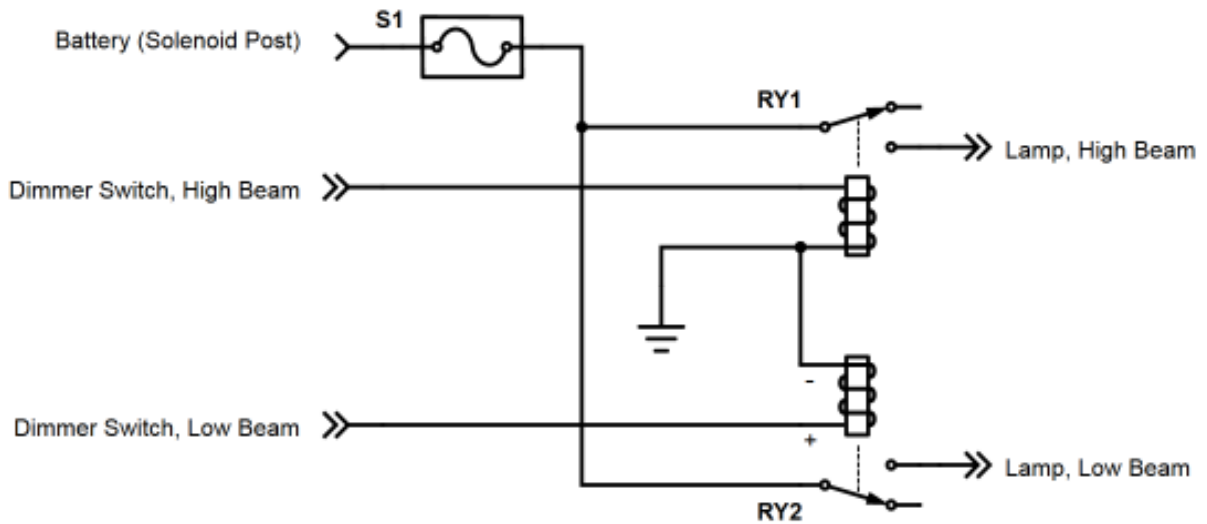 S1
Battery (Solenoid Post)
RY1
Lamp, High Beam
Dimmer Switch, High Beam
-
Dimmer Switch, Low Beam
+
Lamp, Low Beam
RY2